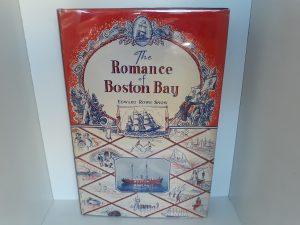 The
Romance
of
Boston Bay
EDWARD ROWE SNOW